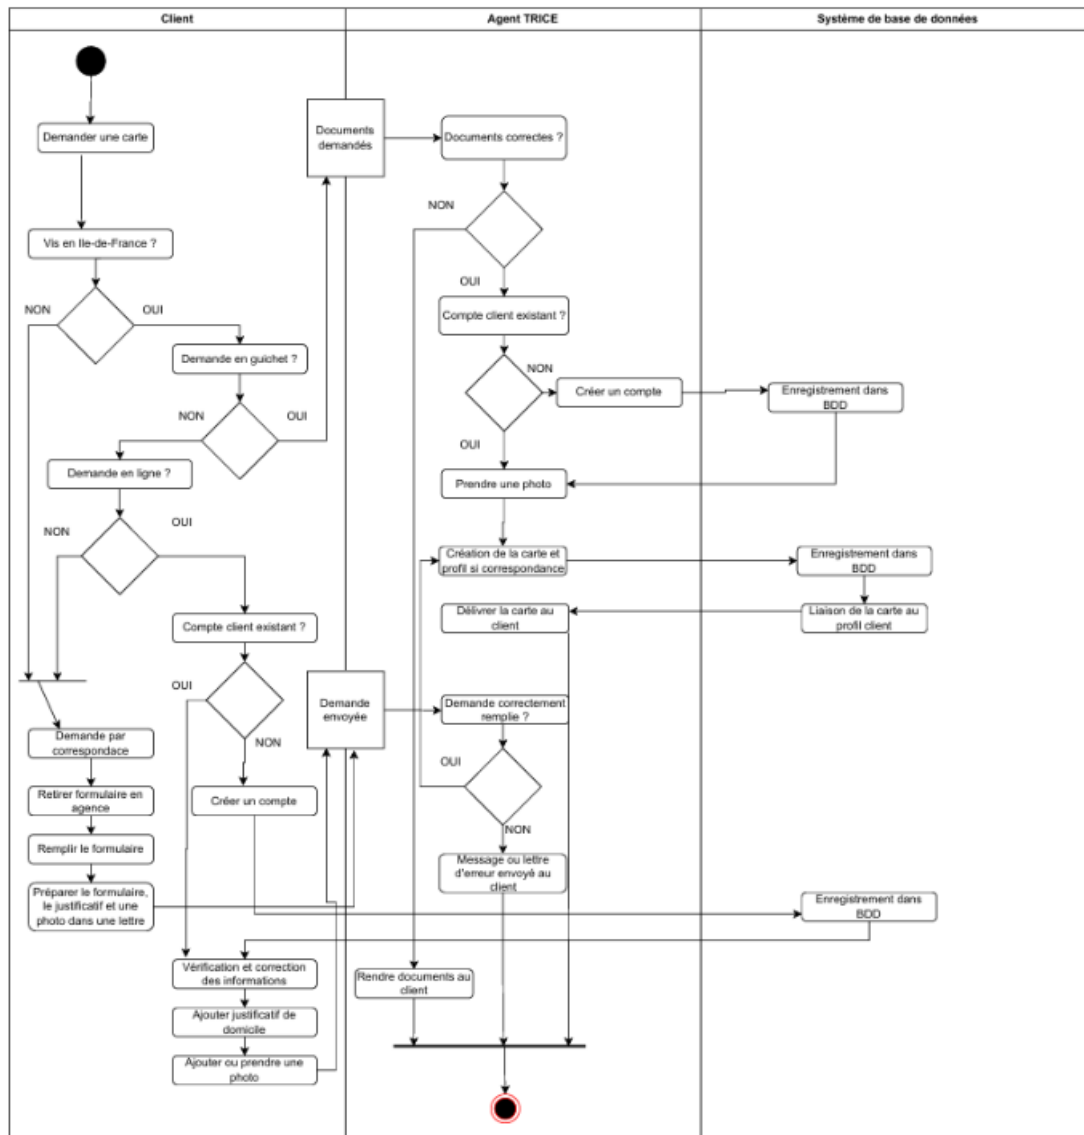 Client
Agent TRICE
Système de base de données
Demander une carte
Vis en Ile-de-France ?
NON
OUI
Demande en guichet ?
NON
OUI
Demande en ligne ?
NON
OUI
Compte client existant ?
OUI
NON
Créer un compte
Demande par
correspondace
Retirer formulaire en
agence
Remplir le formulaire
Préparer le formulaire,
le justificatif et une
photo dans une lettre
Vérification et correction
des informations
Ajouter justificatif de
domicile
Ajouter ou prendre une
photo
Documents
demandés
Demande
envoyée
Documents correctes ?
NON
OUI
Compte client existant ?
NON
OUI
Créer un compte
Prendre une photo
Création de la carte et
profil si correspondance
Délivrer la carte au
client
Demande correctement
remplie ?
OUI
NON
Message ou lettre
d'erreur envoyé au
client
Rendre documents au
client
Enregistrement dans
BDD
Enregistrement dans
BDD
Liaison de la carte au
profil client
Enregistrement dans
BDD